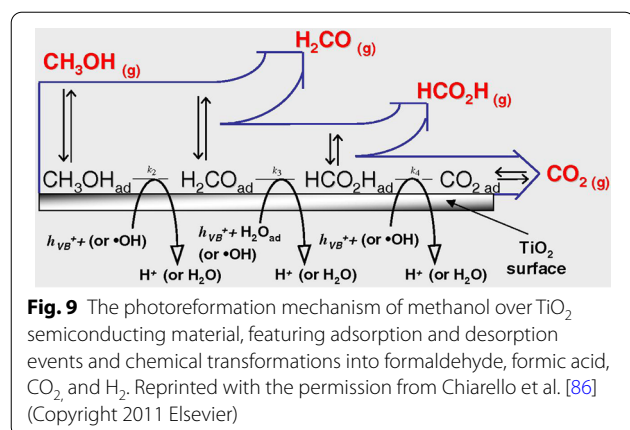 H₂CO (g)
CH₃OH (g)
HCO₂H (g)
k₂ k₃ k₄
CH₃OHad H₂COad HCO₂Had CO₂ ad CO₂ (g)
hVB⁺+ (or •OH) hVB⁺+ H₂Oad (or •OH) hVB⁺+ (or •OH)
H⁺ (or H₂O) H⁺ (or H₂O) H⁺ (or H₂O)
TiO₂
surface
Fig. 9 The photoreformation mechanism of methanol over TiO₂
semiconducting material, featuring adsorption and desorption
events and chemical transformations into formaldehyde, formic acid,
CO₂, and H₂. Reprinted with the permission from Chiarello et al. [86]
(Copyright 2011 Elsevier)